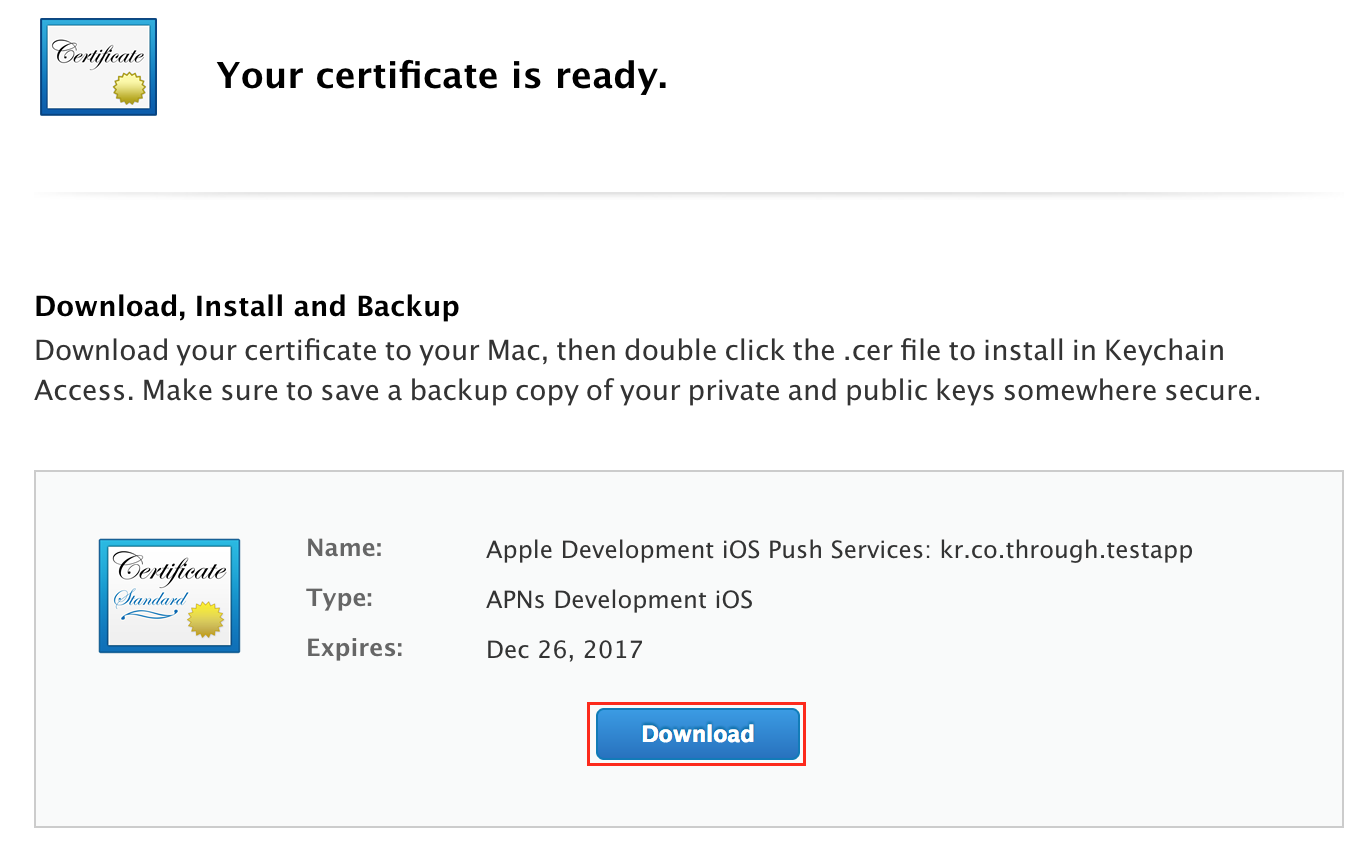 Certificate
Your certificate is ready.
Download, Install and Backup
Download your certificate to your Mac, then double click the .cer file to install in Keychain
Access. Make sure to save a backup copy of your private and public keys somewhere secure.
Certificate
Standard
Name: Apple Development iOS Push Services: kr.co.through.testapp
Type: APNs Development iOS
Expires: Dec 26, 2017
Download